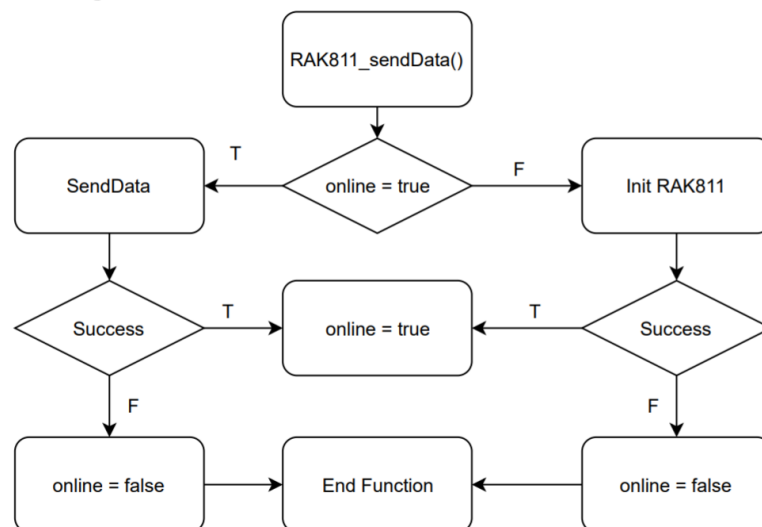 RAK811_sendData()
T
F
SendData
online = true
Init RAK811
Success
T
online = true
T
Success
F
F
online = false
End Function
online = false